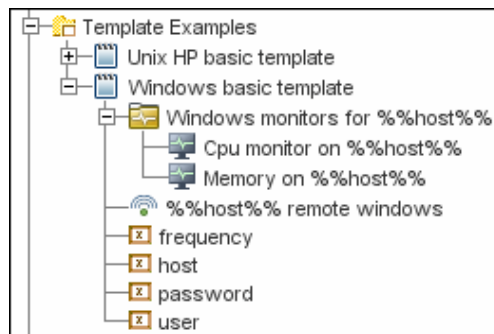 Template Examples
Unix HP basic template
Windows basic template
Windows monitors for %%host%%
Cpu monitor on %%host%%
Memory on %%host%%
%%host%% remote windows
frequency
host
password
user